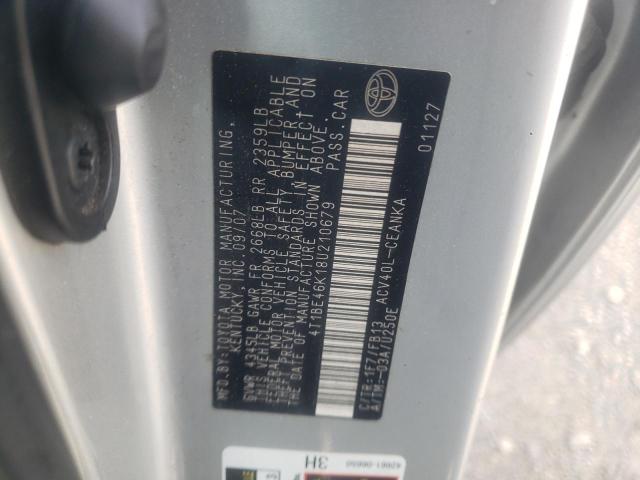 MFD.BY:TOYOTA MOTOR MANUFACTURING,
KENTUCKY, INC. 09/07
GVWR 4345LB GAWR FR 2668LB RR 2359LB
THIS VEHICLE CONFORMS TO ALL APPLICABLE
FEDERAL MOTOR VEHICLE SAFETY, BUMPER, AND
THEFT PREVENTION STANDARDS IN EFFECT ON
THE DATE OF MANUFACTURE SHOWN ABOVE.
4T1BE46K18U210679 PASS.CAR
C/TR:1F7/FB13 ACV40L-CEANKA
A/TM:-03A/U250E 01127
3H